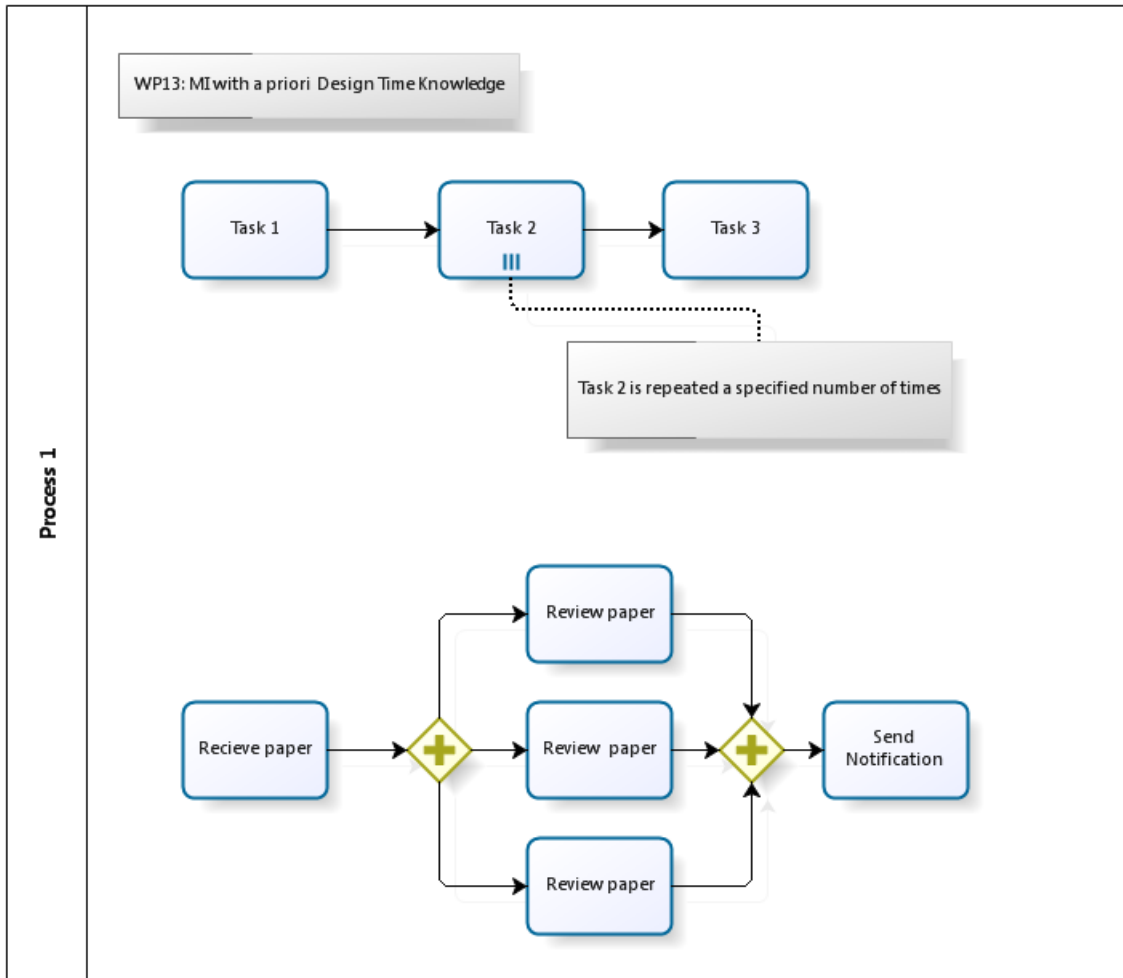 WP13: MI with a priori Design Time Knowledge
Task 1
Task 2
Task 3
Task 2 is repeated a specified number of times
Process 1
Review paper
Recieve paper
Review paper
Send
Notification
Review paper